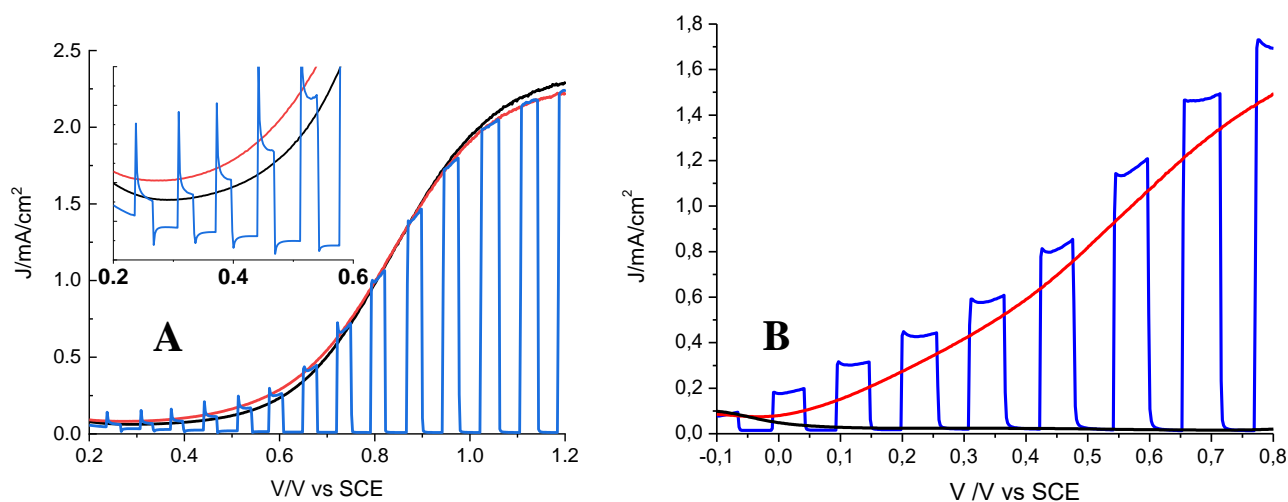 2.5
2.0
1.5
1.0
0.5
0.0
J/mA/cm²
0.2 0.4 0.6
A
0.2 0.4 0.6 0.8 1.0 1.2
V/V vs SCE
1,8
1,6
1,4
1,2
1,0
0,8
0,6
0,4
0,2
0,0
J/mA/cm²
B
-0,1 0,0 0,1 0,2 0,3 0,4 0,5 0,6 0,7 0,8
V /V vs SCE